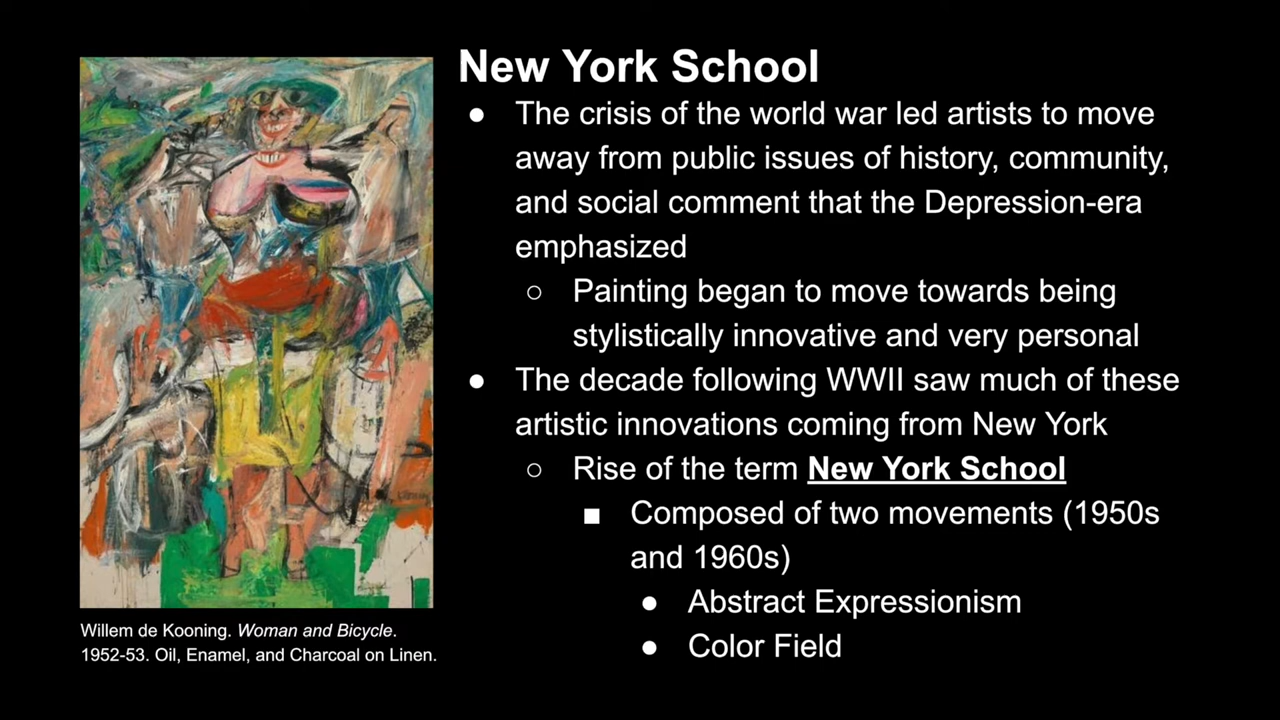 New York School
● The crisis of the world war led artists to move
away from public issues of history, community,
and social comment that the Depression-era
emphasized
○ Painting began to move towards being
stylistically innovative and very personal
● The decade following WWII saw much of these
artistic innovations coming from New York
○ Rise of the term New York School
■ Composed of two movements (1950s
and 1960s)
● Abstract Expressionism
● Color Field
Willem de Kooning. Woman and Bicycle.
1952-53. Oil, Enamel, and Charcoal on Linen.